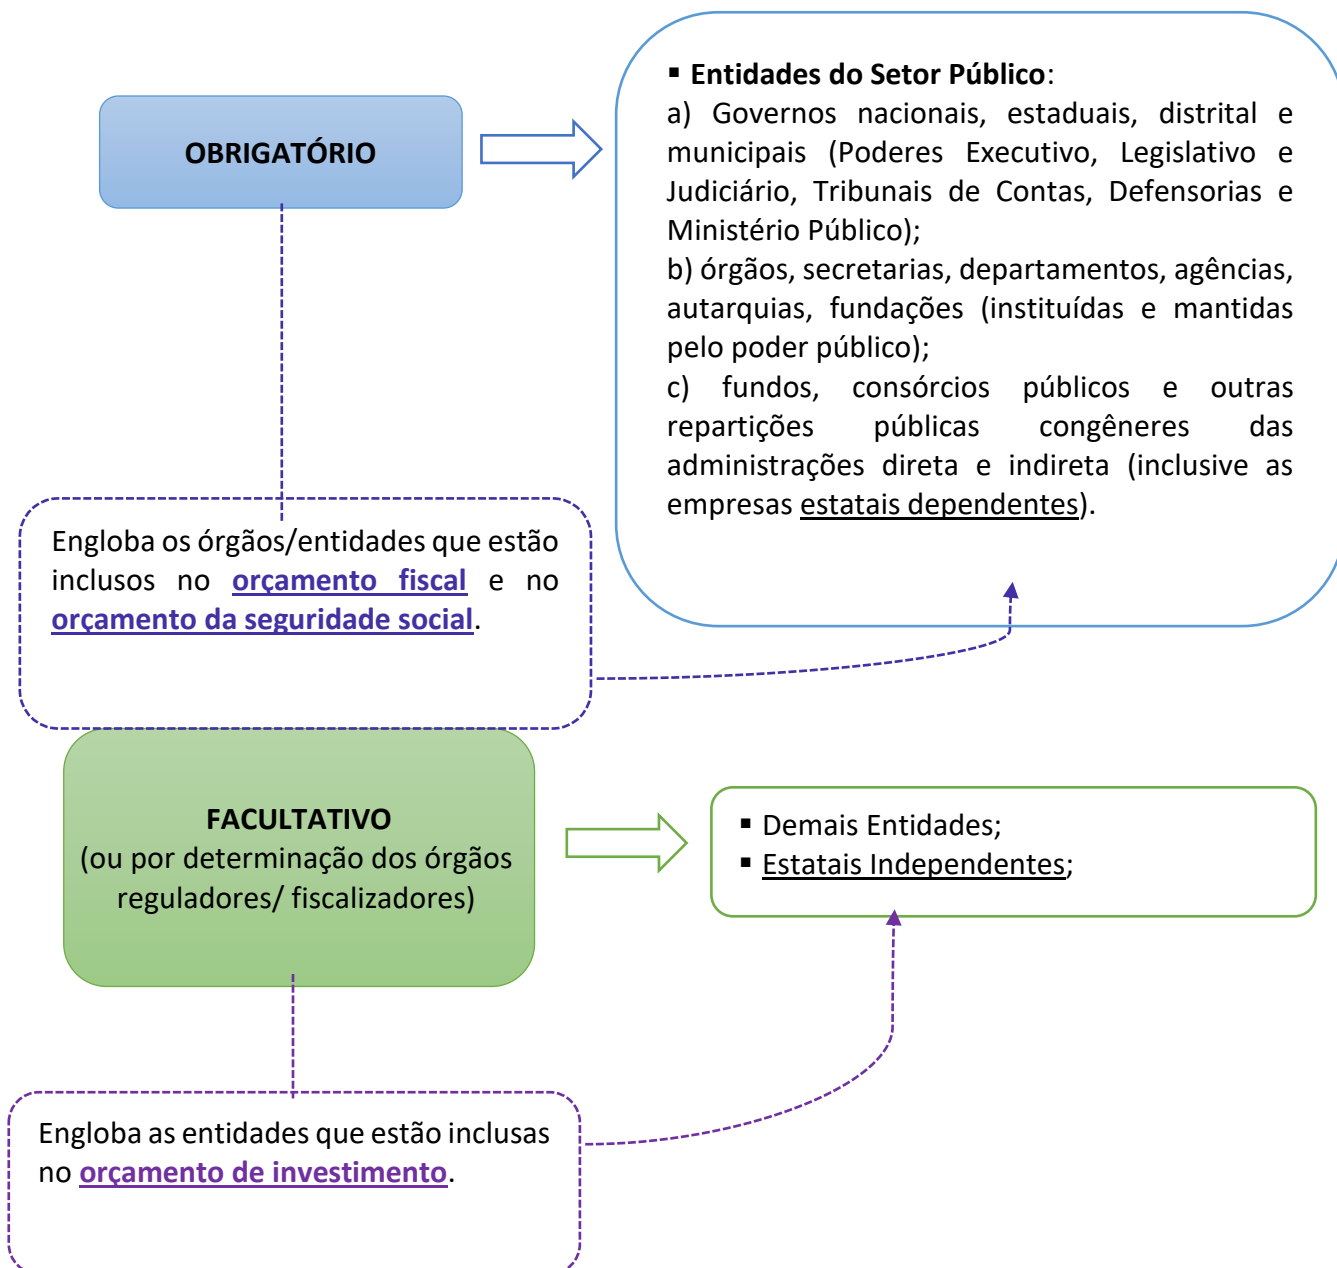 OBRIGATÓRIO
▪ Entidades do Setor Público:
a) Governos nacionais, estaduais, distrital e
municipais (Poderes Executivo, Legislativo e
Judiciário, Tribunais de Contas, Defensorias e
Ministério Público);
b) órgãos, secretarias, departamentos, agências,
autarquias, fundações (instituídas e mantidas
pelo poder público);
c) fundos, consórcios públicos e outras
repartições públicas congêneres das
administrações direta e indireta (inclusive as
empresas estatais dependentes).
Engloba os órgãos/entidades que estão
inclusos no orçamento fiscal e no
orçamento da seguridade social.
FACULTATIVO
(ou por determinação dos órgãos
reguladores/ fiscalizadores)
▪ Demais Entidades;
▪ Estatais Independentes;
Engloba as entidades que estão inclusas
no orçamento de investimento.